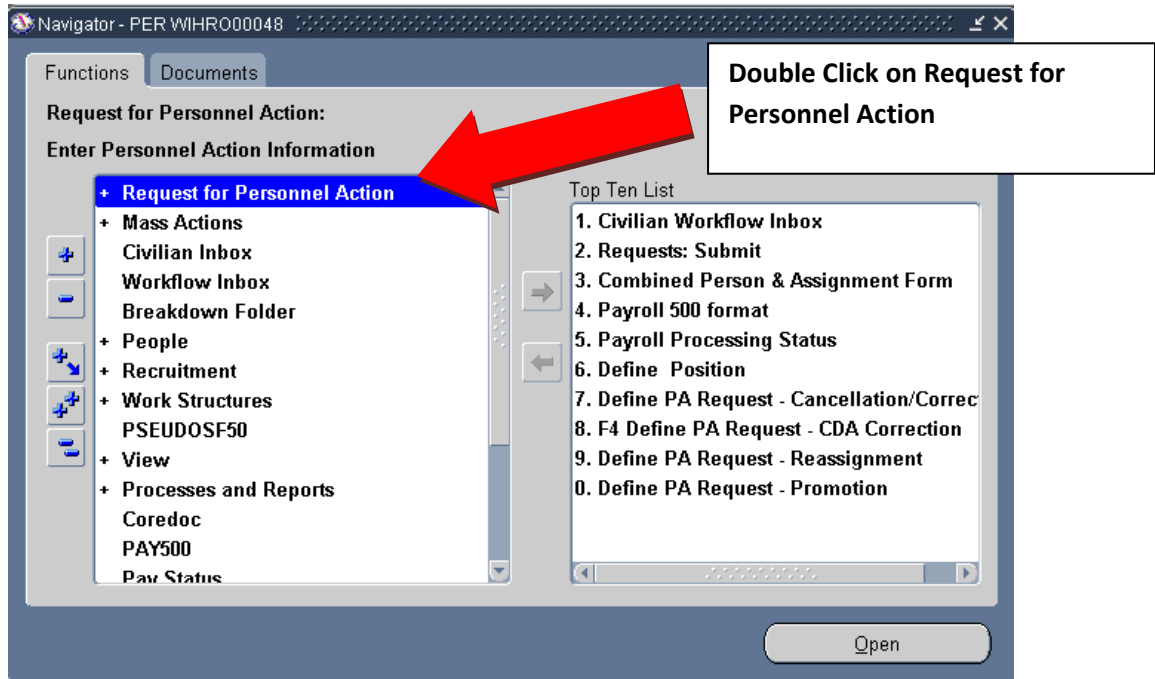 Navigator - PER WIHRO00048
Double Click on Request for
Personnel Action
Functions
Documents
Request for Personnel Action:
Enter Personnel Action Information
+ Request for Personnel Action
+ Mass Actions
Civilian Inbox
Workflow Inbox
Breakdown Folder
+ People
+ Recruitment
+ Work Structures
PSEUDOSF50
+ View
+ Processes and Reports
Coredoc
PAY500
Pay Status
Top Ten List
1. Civilian Workflow Inbox
2. Requests: Submit
3. Combined Person & Assignment Form
4. Payroll 500 format
5. Payroll Processing Status
6. Define Position
7. Define PA Request - Cancellation/Correc
8. F4 Define PA Request - CDA Correction
9. Define PA Request - Reassignment
0. Define PA Request - Promotion
Open